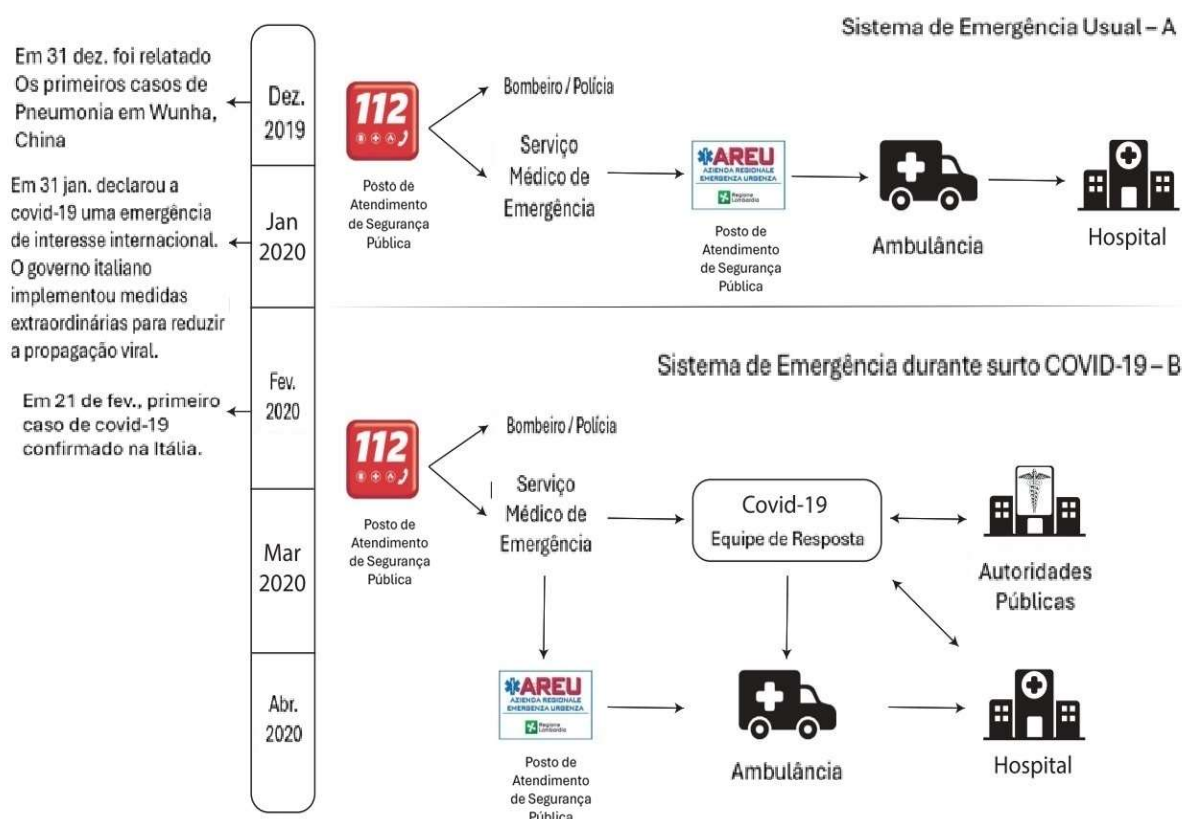 Sistema de Emergência Usual – A
Em 31 dez. foi relatado
Os primeiros casos de
Pneumonia em Wunha,
China
Dez.
2019
112
Posto de
Atendimento
de Segurança
Pública
Bombeiro / Polícia
Serviço
Médico de
Emergência
AREU
AZIENDA REGIONALE
EMERGENZA URGENZA
Regione
Lombardia
Posto de
Atendimento
de Segurança
Pública
Ambulância
Hospital
Em 31 jan. declarou a
covid-19 uma emergência
de interesse internacional.
O governo italiano
implementou medidas
extraordinárias para reduzir
a propagação viral.
Jan
2020
Sistema de Emergência durante surto COVID-19 – B
Em 21 de fev., primeiro
caso de covid-19
confirmado na Itália.
Fev.
2020
112
Posto de
Atendimento
de Segurança
Pública
Bombeiro / Polícia
Serviço
Médico de
Emergência
Covid-19
Equipe de Resposta
Autoridades
Públicas
Mar
2020
Abr.
2020
AREU
AZIENDA REGIONALE
EMERGENZA URGENZA
Regione
Lombardia
Posto de
Atendimento
de Segurança
Pública
Ambulância
Hospital